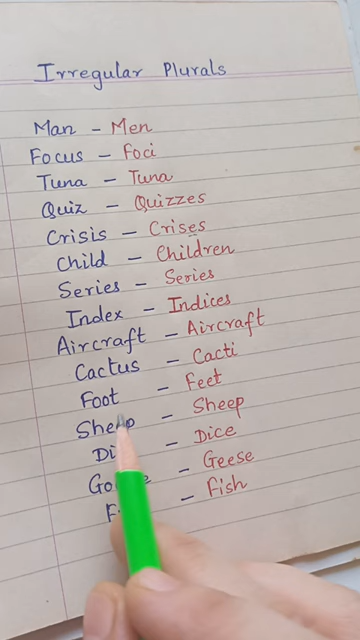 Irregular Plurals
Man – Men
Focus – Foci
Tuna – Tuna
Quiz – Quizzes
Crisis – Crises
Child – Children
Series – Series
Index – Indices
Aircraft – Aircraft
Cactus – Cacti
Foot – Feet
Sheep – Sheep
– Dice
– Geese
– Fish